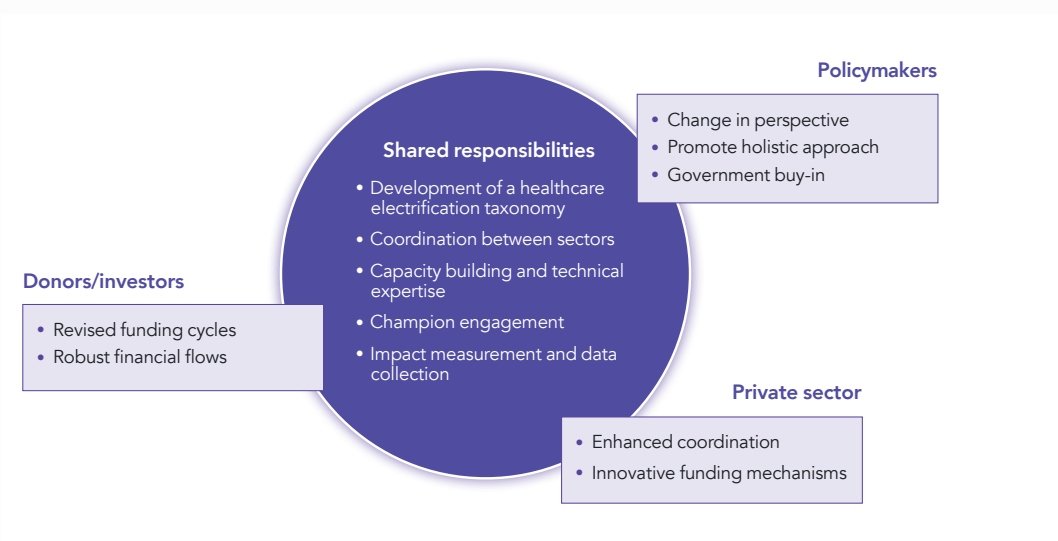 Policymakers
• Change in perspective
• Promote holistic approach
• Government buy-in
Shared responsibilities
• Development of a healthcare
electrification taxonomy
• Coordination between sectors
• Capacity building and technical
expertise
• Champion engagement
• Impact measurement and data
collection
Donors/investors
• Revised funding cycles
• Robust financial flows
Private sector
• Enhanced coordination
• Innovative funding mechanisms